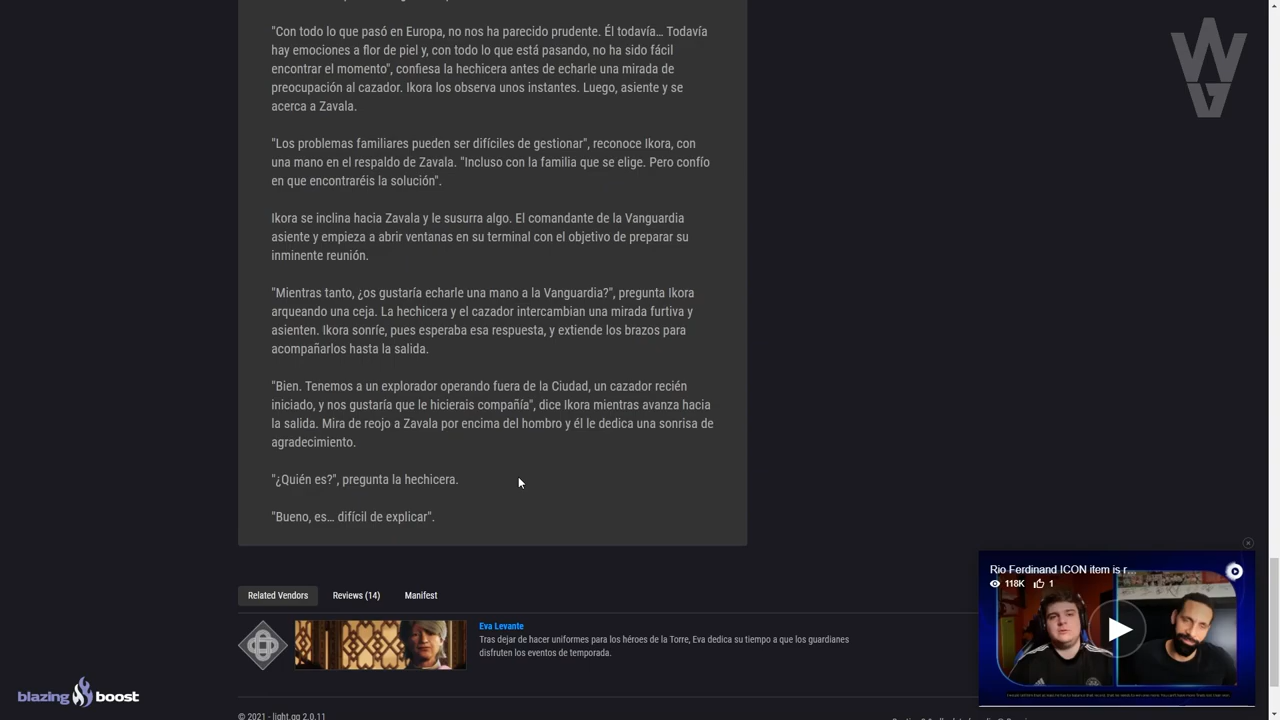 "Con todo lo que pasó en Europa, no nos ha parecido prudente. Él todavía… Todavía
hay emociones a flor de piel y, con todo lo que está pasando, no ha sido fácil
encontrar el momento", confiesa la hechicera antes de echarle una mirada de
preocupación al cazador. Ikora los observa unos instantes. Luego, asiente y se
acerca a Zavala.
"Los problemas familiares pueden ser difíciles de gestionar", reconoce Ikora, con
una mano en el respaldo de Zavala. "Incluso con la familia que se elige. Pero confío
en que encontraréis la solución".
Ikora se inclina hacia Zavala y le susurra algo. El comandante de la Vanguardia
asiente y empieza a abrir ventanas en su terminal con el objetivo de preparar su
inminente reunión.
"Mientras tanto, ¿os gustaría echarle una mano a la Vanguardia?", pregunta Ikora
arqueando una ceja. La hechicera y el cazador intercambian una mirada furtiva y
asienten. Ikora sonríe, pues esperaba esa respuesta, y extiende los brazos para
acompañarlos hasta la salida.
"Bien. Tenemos a un explorador operando fuera de la Ciudad, un cazador recién
iniciado, y nos gustaría que le hicierais compañía", dice Ikora mientras avanza hacia
la salida. Mira de reojo a Zavala por encima del hombro y él le dedica una sonrisa de
agradecimiento.
"¿Quién es?", pregunta la hechicera.
"Bueno, es… difícil de explicar".
Rio Ferdinand ICON item is r...
118K 1
Related Vendors Reviews (14) Manifest
Eva Levante
Tras dejar de hacer uniformes para los héroes de la Torre, Eva dedica su tiempo a que los guardianes
disfruten los eventos de temporada.
blazing boost
© 2021 - light.gg 2.0.11